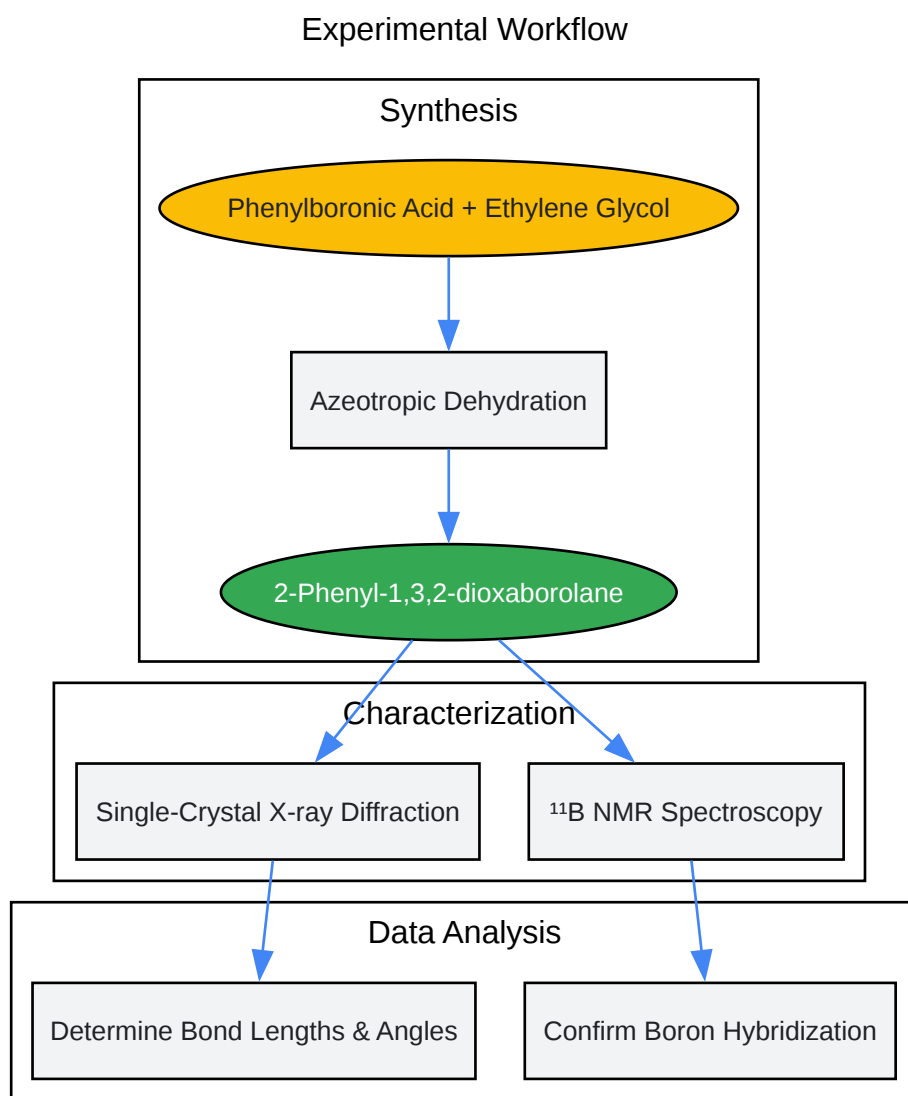 Experimental Workflow
Synthesis
Phenylboronic Acid + Ethylene Glycol
Azeotropic Dehydration
2-Phenyl-1,3,2-dioxaborolane
Characterization
Single-Crystal X-ray Diffraction
¹¹B NMR Spectroscopy
Data Analysis
Determine Bond Lengths & Angles
Confirm Boron Hybridization